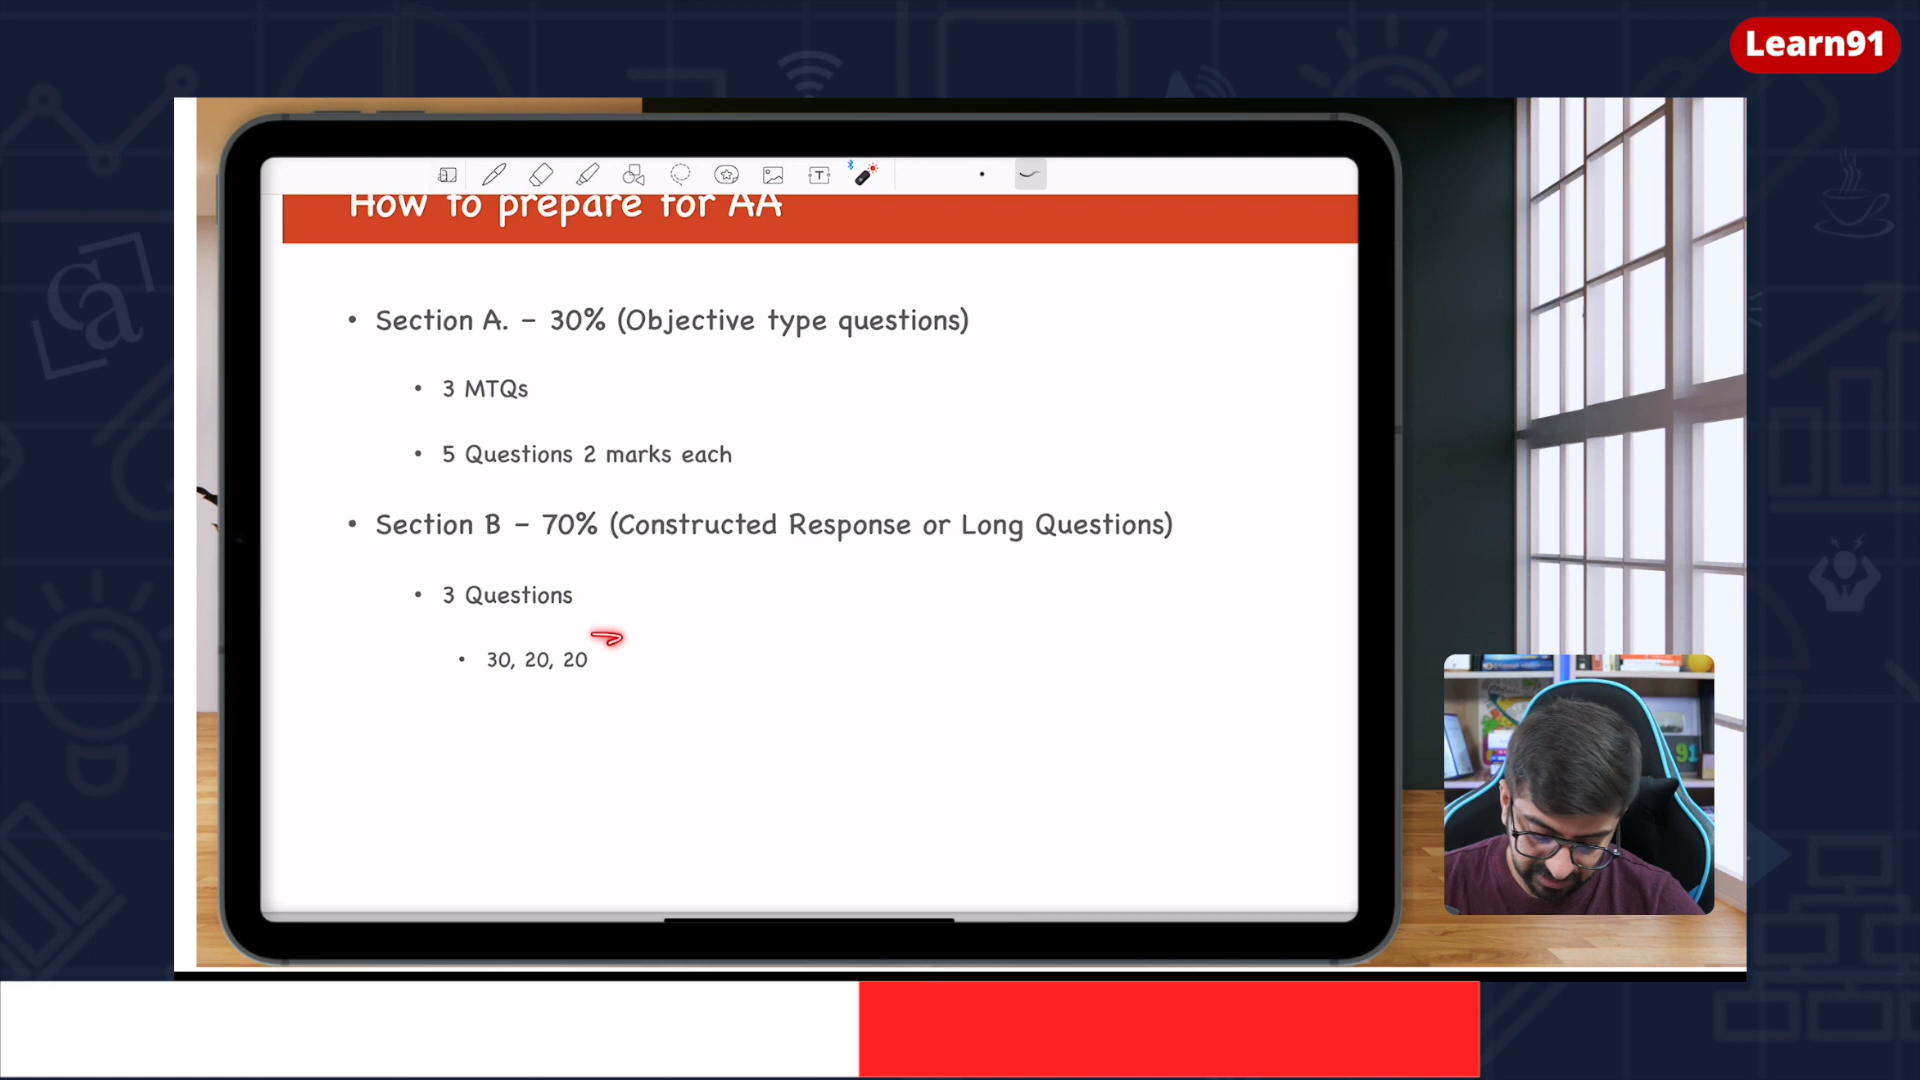 Learn91
How to prepare for AA
• Section A. – 30% (Objective type questions)
• 3 MTQs
• 5 Questions 2 marks each
• Section B – 70% (Constructed Response or Long Questions)
• 3 Questions
• 30, 20, 20
91